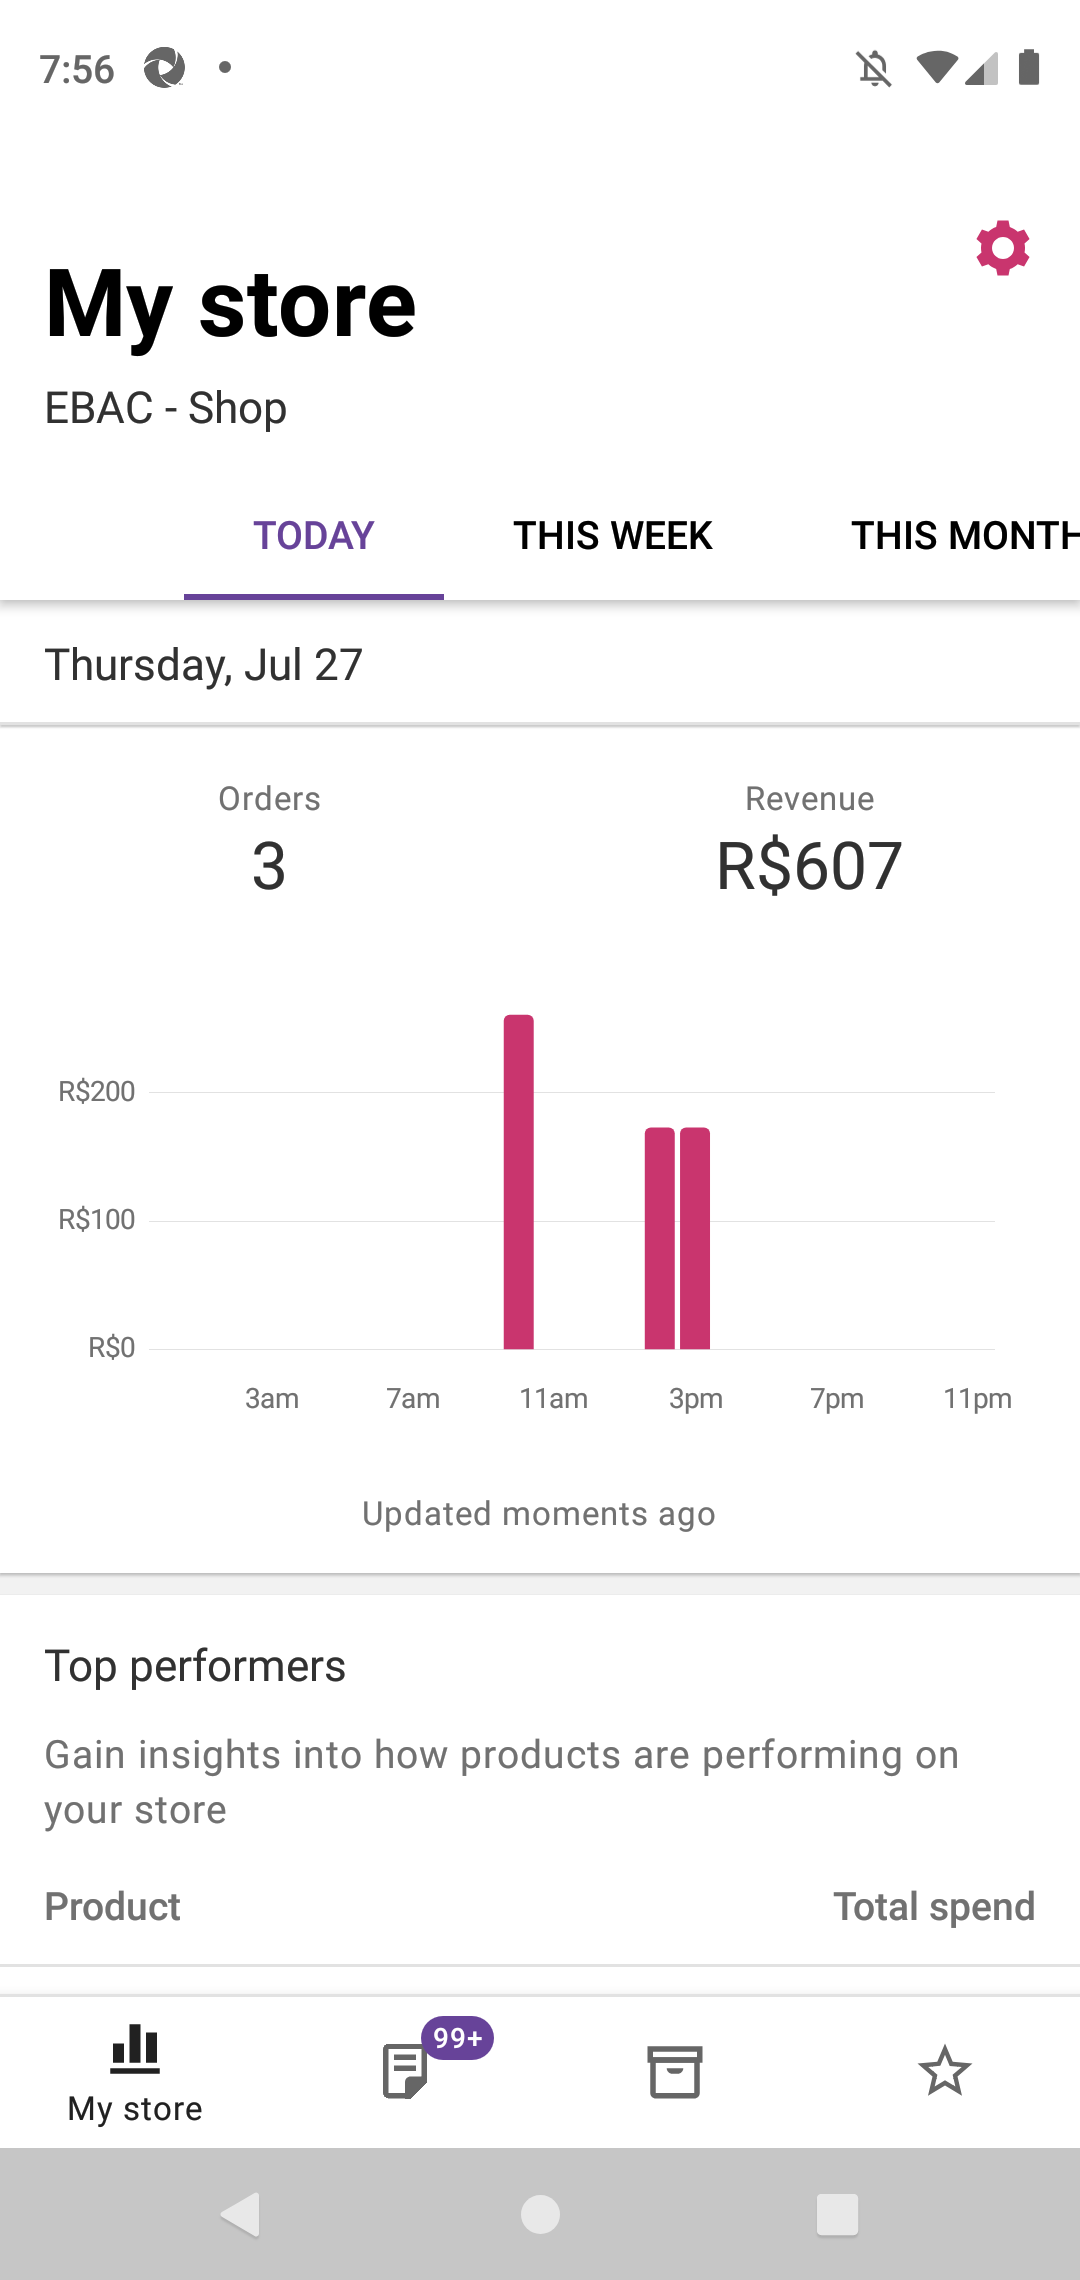 7:56
My store
EBAC - Shop
TODAY THIS WEEK THIS MONTH
Thursday, Jul 27
Orders Revenue
3 R$607
R$200
R$100
R$0
3am 7am 11am 3pm 7pm 11pm
Updated moments ago
Top performers
Gain insights into how products are performing on
your store
Product Total spend
99+
My store